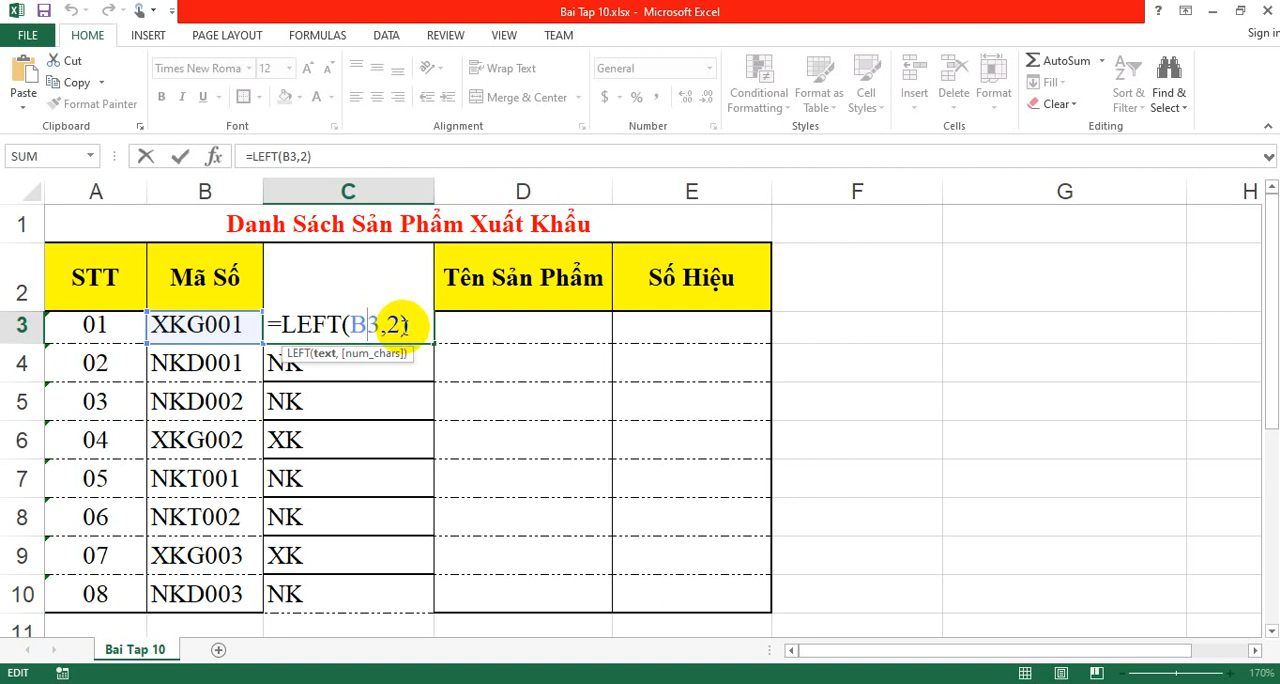 Bai Tap 10.xlsx - Microsoft Excel
?
Sign in
FILE HOME INSERT PAGE LAYOUT FORMULAS DATA REVIEW VIEW TEAM
Paste
Cut
Copy
Format Painter
Clipboard
Times New Roma 12 A A
B I U A
Font
Wrap Text
Merge & Center
Alignment
General
$ % ,
Number
Conditional Formatting
Format as Table
Cell Styles
Styles
Insert Delete Format
Cells
AutoSum
Fill
Clear
Sort & Filter
Find & Select
Editing
SUM fx =LEFT(B3,2)
A B C D E F G H
1 Danh Sách Sản Phẩm Xuất Khẩu
2 STT Mã Số Tên Sản Phẩm Số Hiệu
3 01 XKG001 =LEFT(B3,2)
LEFT(text, [num_chars])
4 02 NKD001 NK
5 03 NKD002 NK
6 04 XKG002 XK
7 05 NKT001 NK
8 06 NKT002 NK
9 07 XKG003 XK
10 08 NKD003 NK
11
Bai Tap 10
EDIT 170%